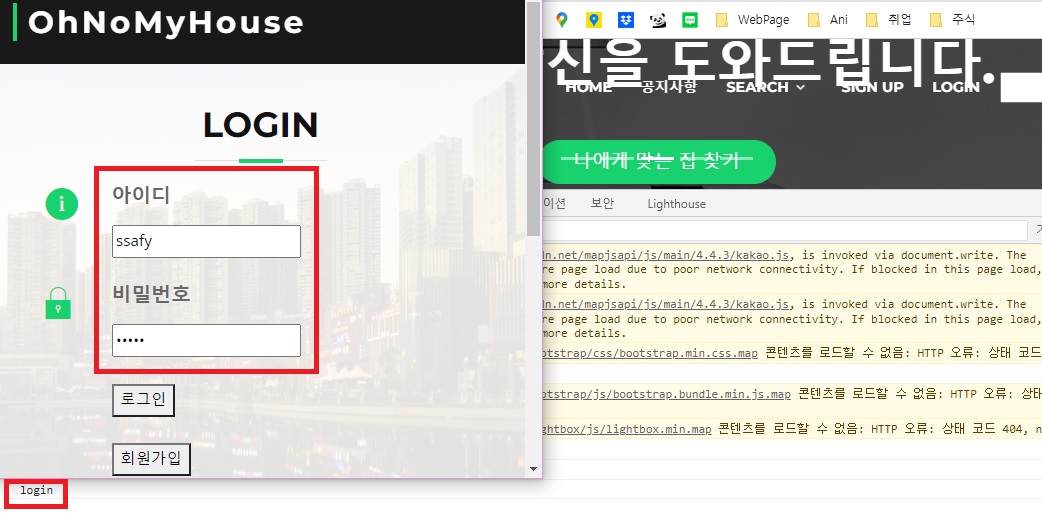 OhNoMyHouse
LOGIN
아이디
ssafy
비밀번호
•••••
로그인
회원가입
login
WebPage
Ani
취업
주식
신을 도와드립니다.
HOME
공지사항
SEARCH
SIGN UP
LOGIN
나에게 맞는 집 찾기
이션
보안
Lighthouse
dn.net/mapjsapi/js/main/4.4.3/kakao.js, is invoked via document.write. The
re page load due to poor network connectivity. If blocked in this page load,
more details.
dn.net/mapjsapi/js/main/4.4.3/kakao.js, is invoked via document.write. The
re page load due to poor network connectivity. If blocked in this page load,
more details.
otstrap/css/bootstrap.min.css.map 콘텐츠를 로드할 수 없음: HTTP 오류: 상태 코드
otstrap/js/bootstrap.bundle.min.js.map 콘텐츠를 로드할 수 없음: HTTP 오류: 상태
ghtbox/js/lightbox.min.map 콘텐츠를 로드할 수 없음: HTTP 오류: 상태 코드 404, n